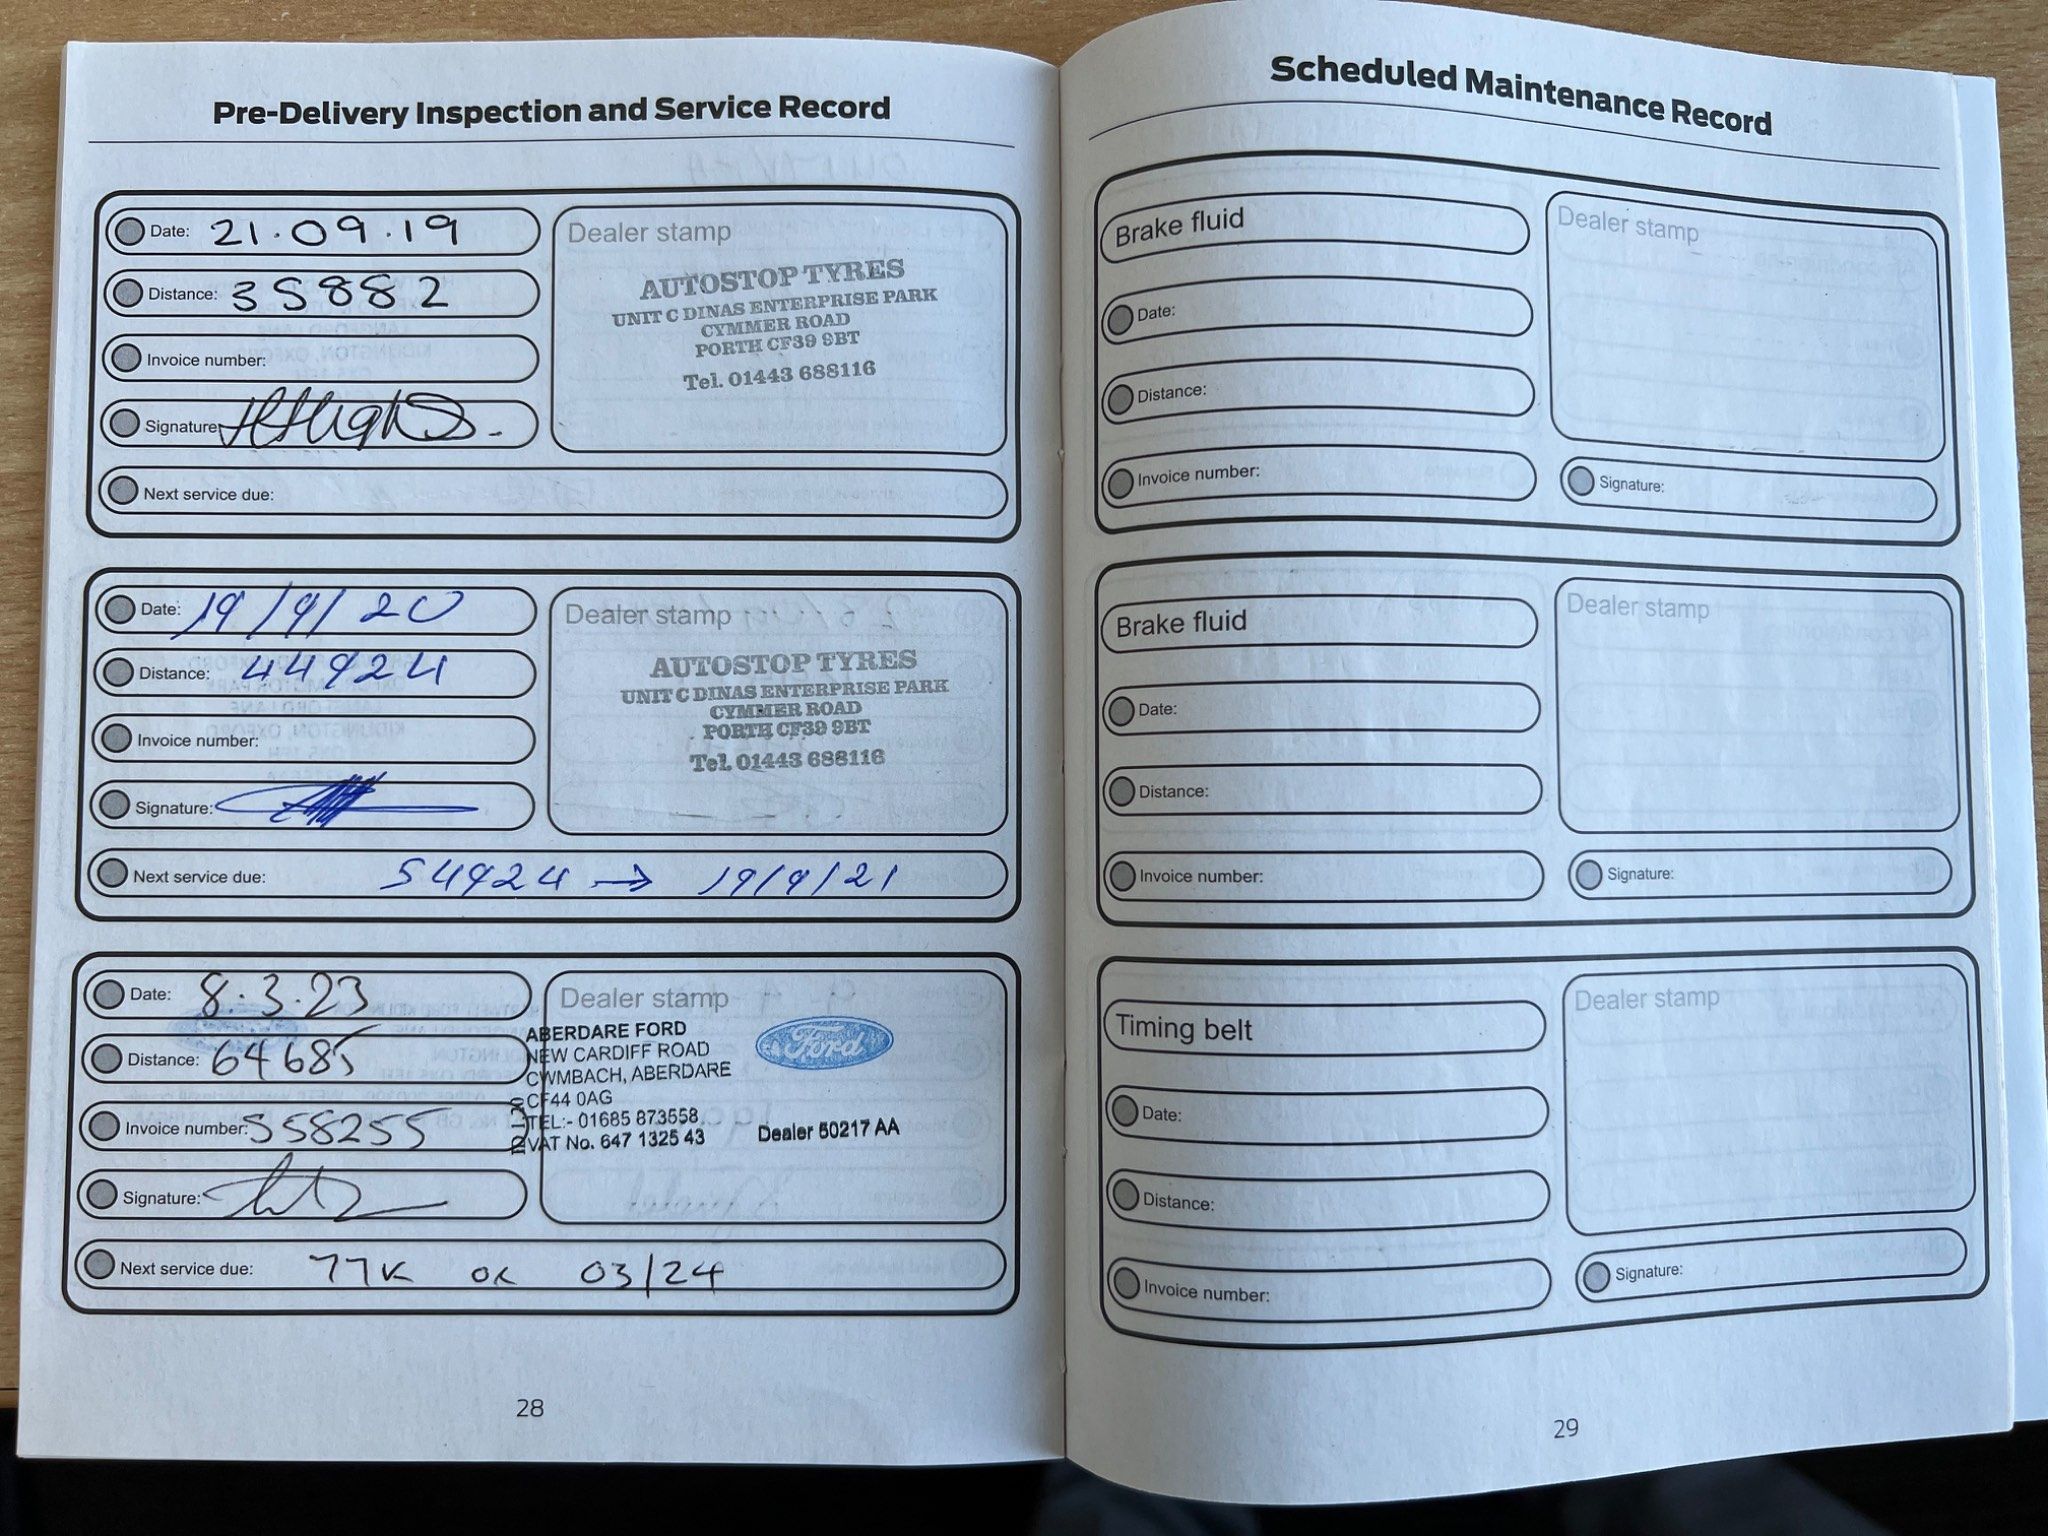 Pre-Delivery Inspection and Service Record
Date: 21.09.19
Distance: 35882
Invoice number:
Signature:
Next service due:
Dealer stamp
AUTOSTOP TYRES
UNIT C DINAS ENTERPRISE PARK
CYMMER ROAD
PORTH CF39 9BT
Tel. 01443 688116
Date: 19/9/20
Distance: 44924
Invoice number:
Signature:
Next service due: 54924 → 19/9/21
Dealer stamp
AUTOSTOP TYRES
UNIT C DINAS ENTERPRISE PARK
CYMMER ROAD
PORTH CF39 9BT
Tel. 01443 688116
Date: 8.3.23
Distance: 64685
Invoice number: 558255
Signature:
Next service due: 77K OR 03/24
Dealer stamp
ABERDARE FORD
NEW CARDIFF ROAD
CWMBACH, ABERDARE
CF44 0AG
TEL:- 01685 873558
VAT No. 647 1325 43
Ford
Dealer 50217 AA
28
Scheduled Maintenance Record
Brake fluid
Date:
Distance:
Invoice number:
Dealer stamp
Signature:
Brake fluid
Date:
Distance:
Invoice number:
Dealer stamp
Signature:
Timing belt
Date:
Distance:
Invoice number:
Dealer stamp
Signature:
29